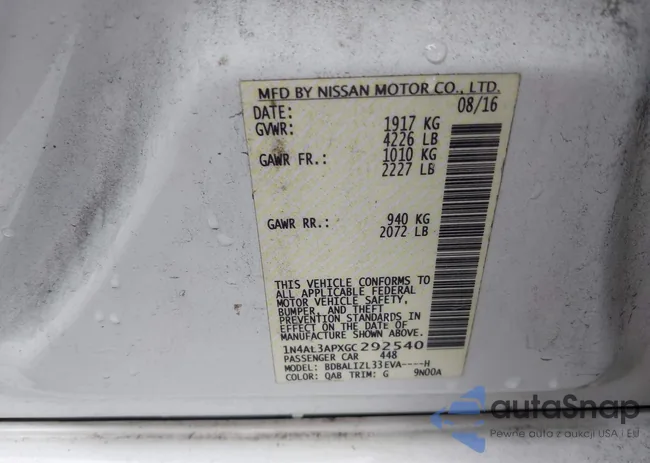 MFD BY NISSAN MOTOR CO., LTD.
DATE: 08/16
GVWR: 1917 KG
4226 LB
GAWR FR.: 1010 KG
2227 LB
GAWR RR.: 940 KG
2072 LB
THIS VEHICLE CONFORMS TO
ALL APPLICABLE FEDERAL
MOTOR VEHICLE SAFETY,
BUMPER, AND THEFT
PREVENTION STANDARDS IN
EFFECT ON THE DATE OF
MANUFACTURE SHOWN ABOVE.
1N4AL3APXGC292540
PASSENGER CAR 448
MODEL: BDBALIZL33EVA----H
COLOR: QAB TRIM: G 9N00A
autoSnap
Pewne auto z aukcji USA i EU